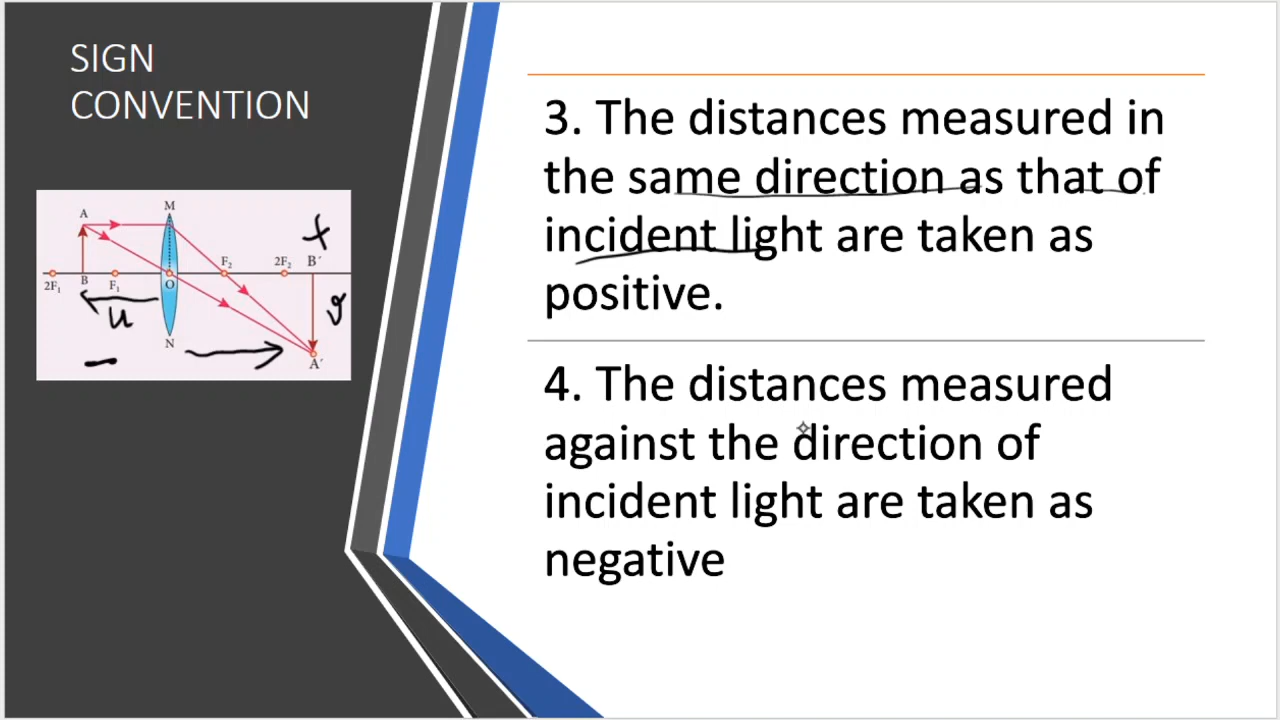 SIGN
CONVENTION
A
M
+
F₂
2F₂
B′
2F₁
B
F₁
O
u
v
N
−
A′
3. The distances measured in
the same direction as that of
incident light are taken as
positive.
4. The distances measured
against the direction of
incident light are taken as
negative